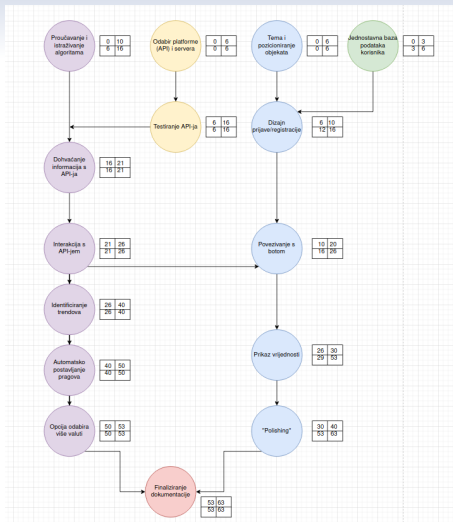 Proučavanje i
istraživanje
algoritama
0 10
6 16
Odabir platforme
(API) i servera
0 6
0 6
Tema i
pozicioniranje
objekata
0 6
0 6
Jednostavna baza
podataka
korisnika
0 3
3 6
Testiranje API-ja
6 16
6 16
Dizajn
prijave/registracije
6 10
12 16
Dohvaćanje
informacija s
API-ja
16 21
16 21
Interakcija s
API-jem
21 26
21 26
Povezivanje s
botom
10 20
16 26
Identificiranje
trendova
26 40
26 40
Prikaz vrijednosti
26 30
29 53
Automatsko
postavljanje
pragova
40 50
40 50
Opcija odabira
više valuti
50 53
50 53
"Polishing"
30 40
53 63
Finaliziranje
dokumentacije
53 63
53 63